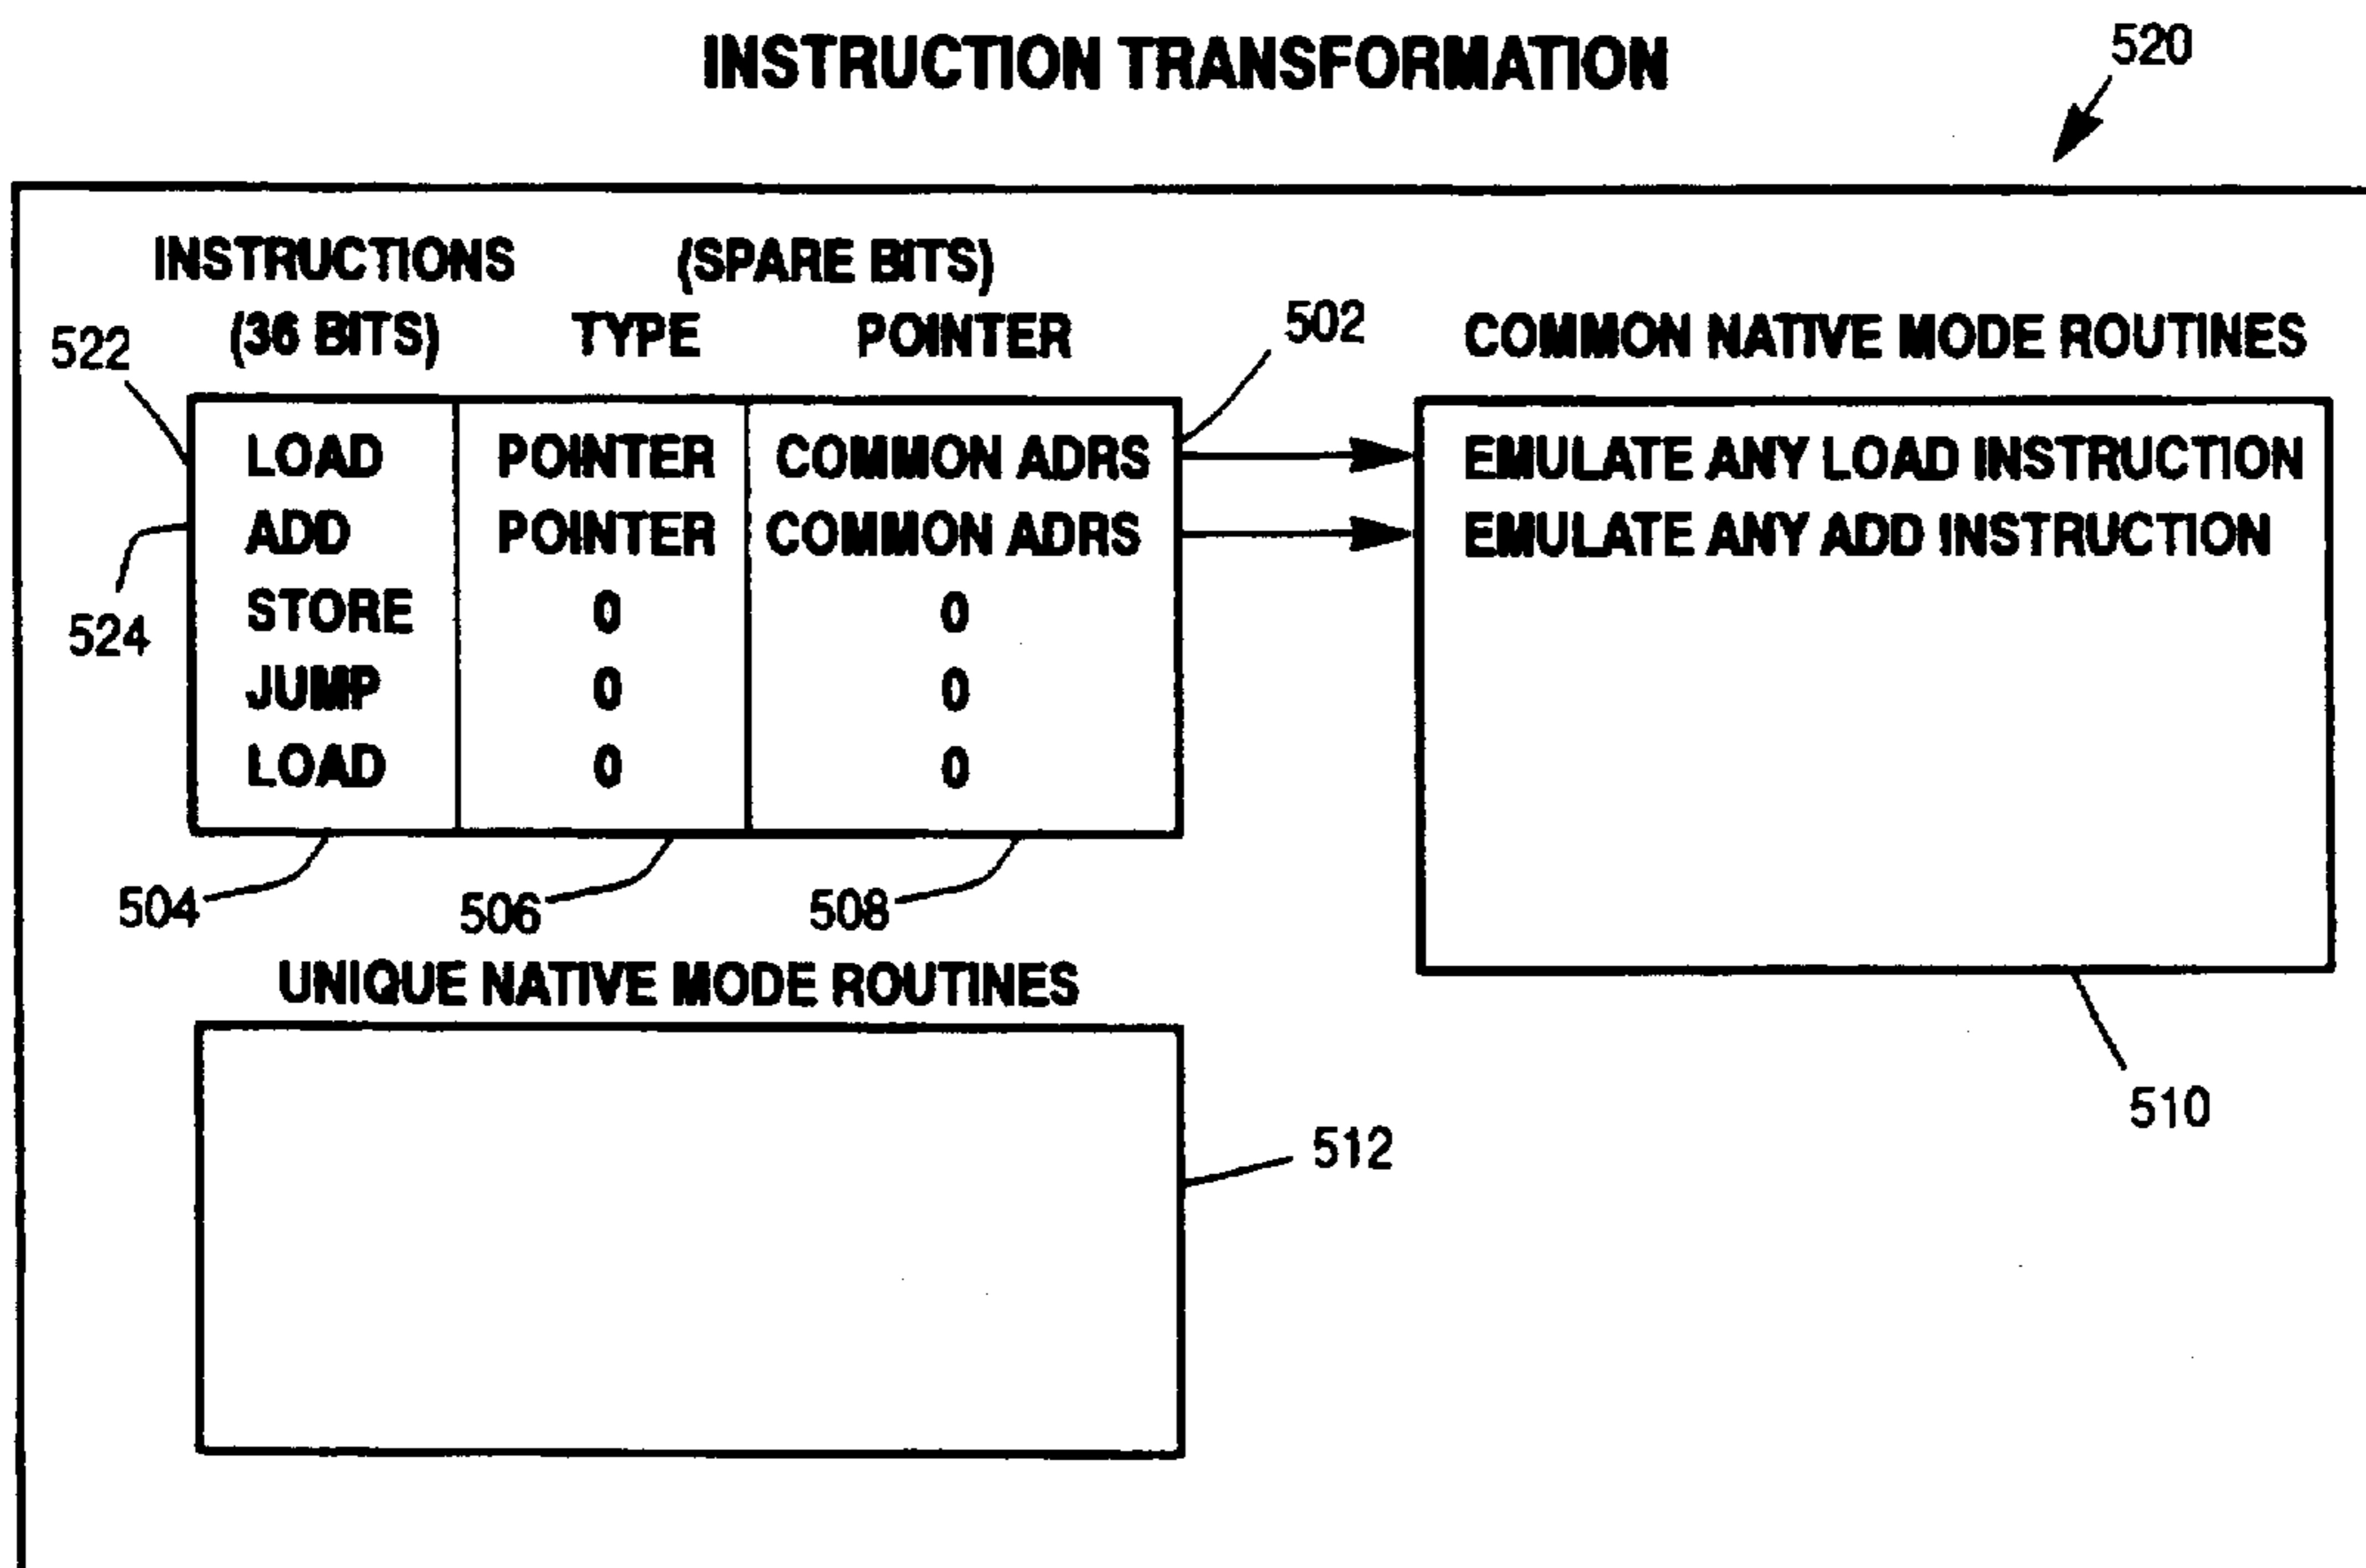 INSTRUCTION TRANSFORMATION
520
INSTRUCTIONS (SPARE BITS)
(36 BITS) TYPE POINTER
522
502
COMMON NATIVE MODE ROUTINES
LOAD POINTER COMMON ADRS
ADD POINTER COMMON ADRS
STORE 0 0
JUMP 0 0
LOAD 0 0
EMULATE ANY LOAD INSTRUCTION
EMULATE ANY ADD INSTRUCTION
524
504
506
508
510
UNIQUE NATIVE MODE ROUTINES
512